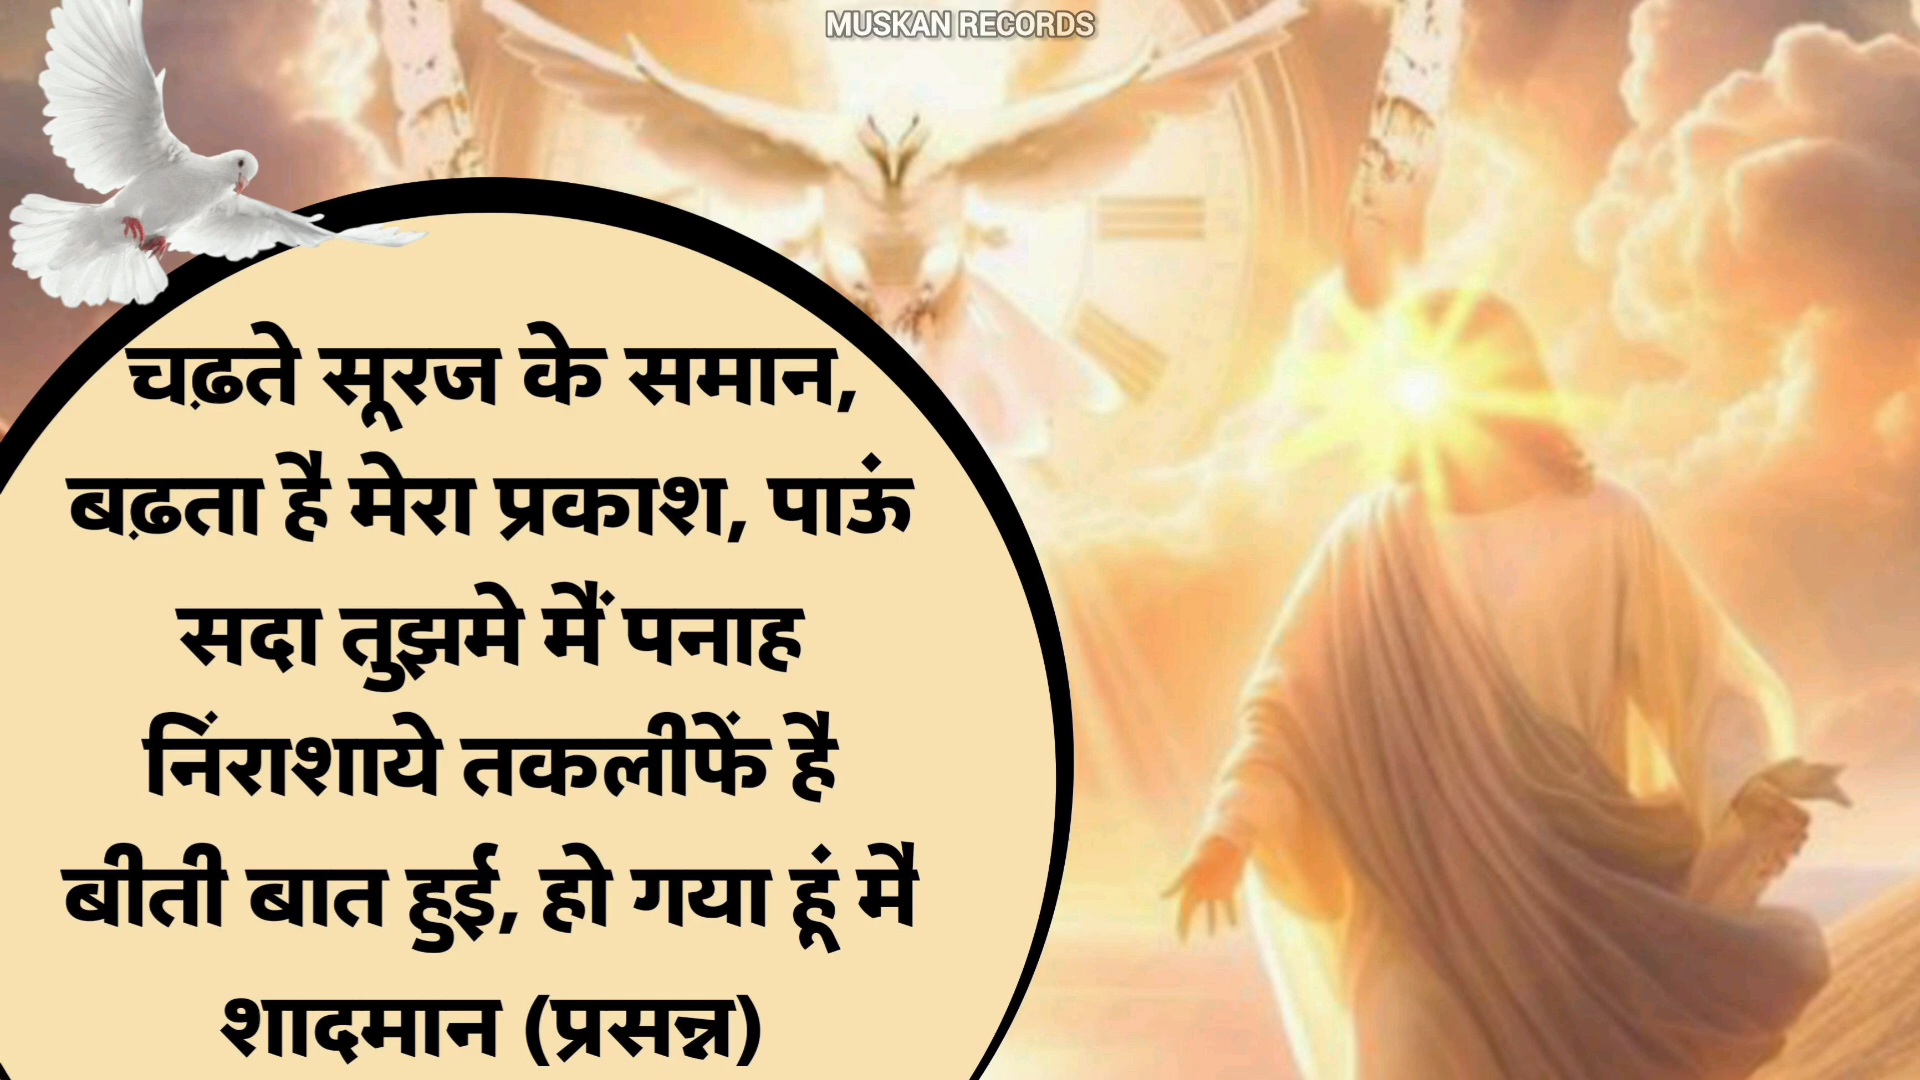 MUSKAN RECORDS
चढ़ते सूरज के समान,
बढ़ता है मेरा प्रकाश, पाऊं
सदा तुझमे मैं पनाह
निंराशाये तकलीफें है
बीती बात हुई, हो गया हूं मै
शादमान (प्रसन्न)